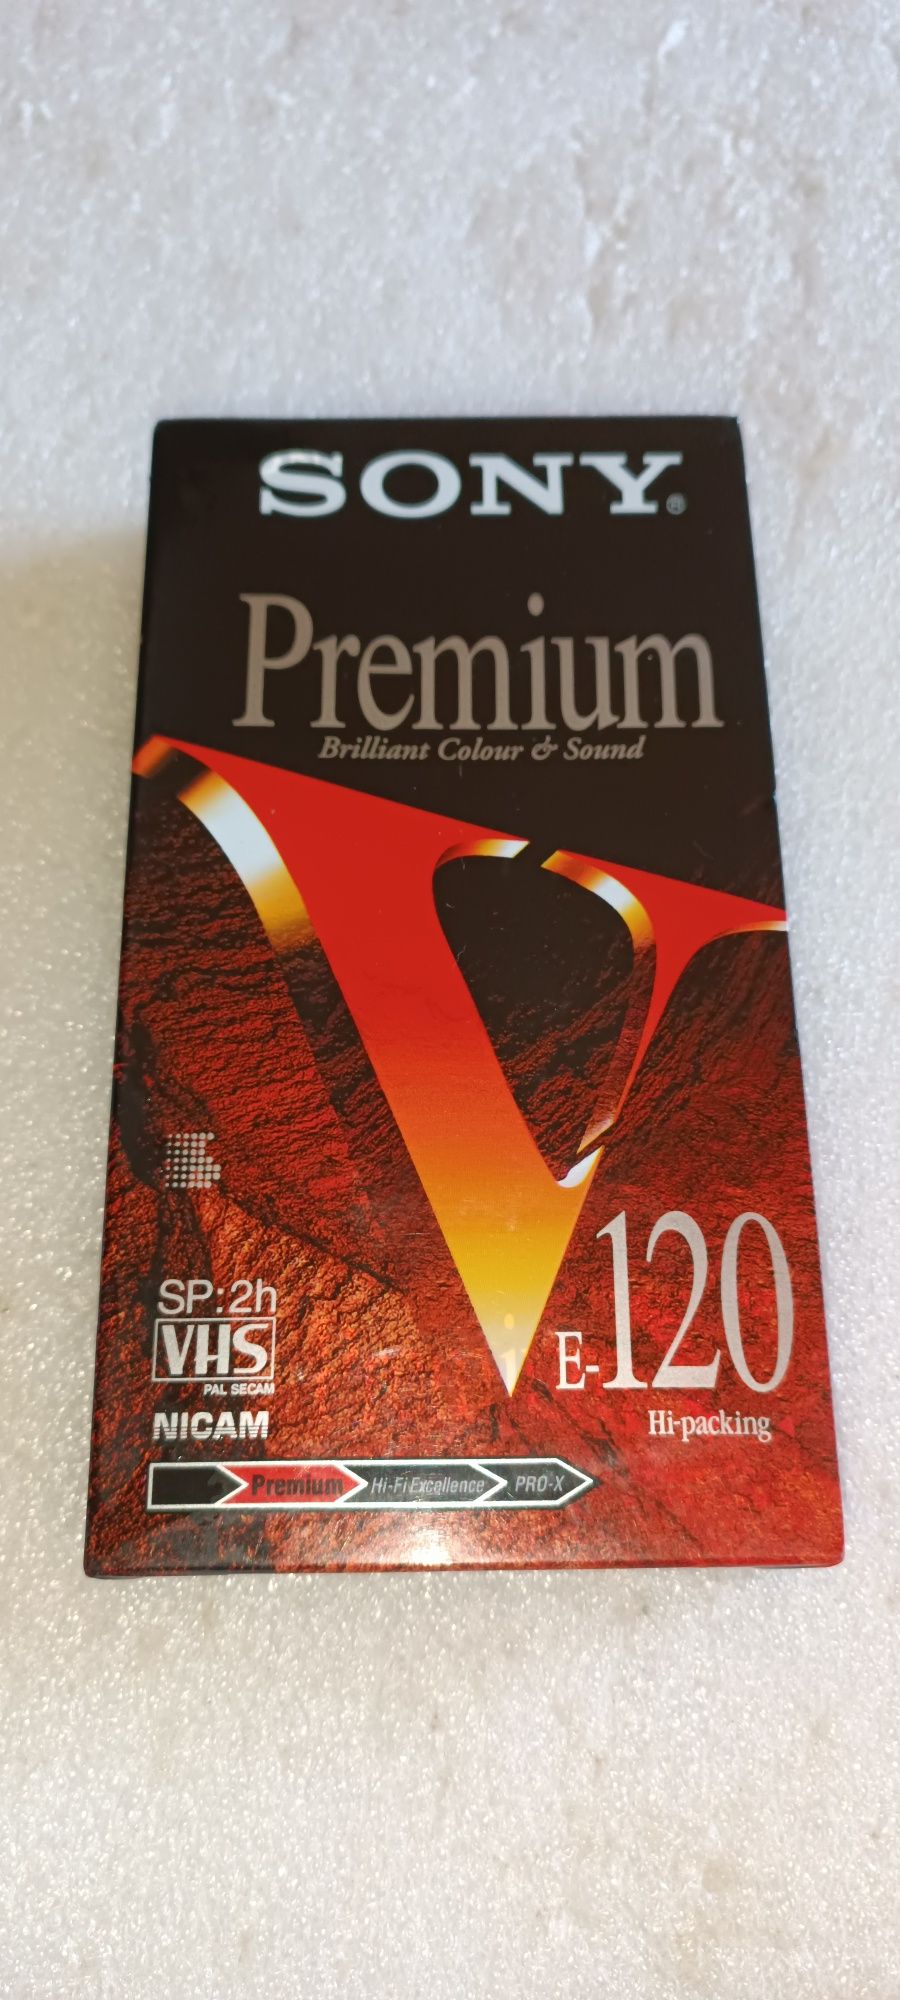 SONY®
Premium
Brilliant Colour & Sound
V
SP:2h
VHS
PAL SECAM
NICAM
E-120
Hi-packing
Premium Hi-Fi Excellence PRO-X